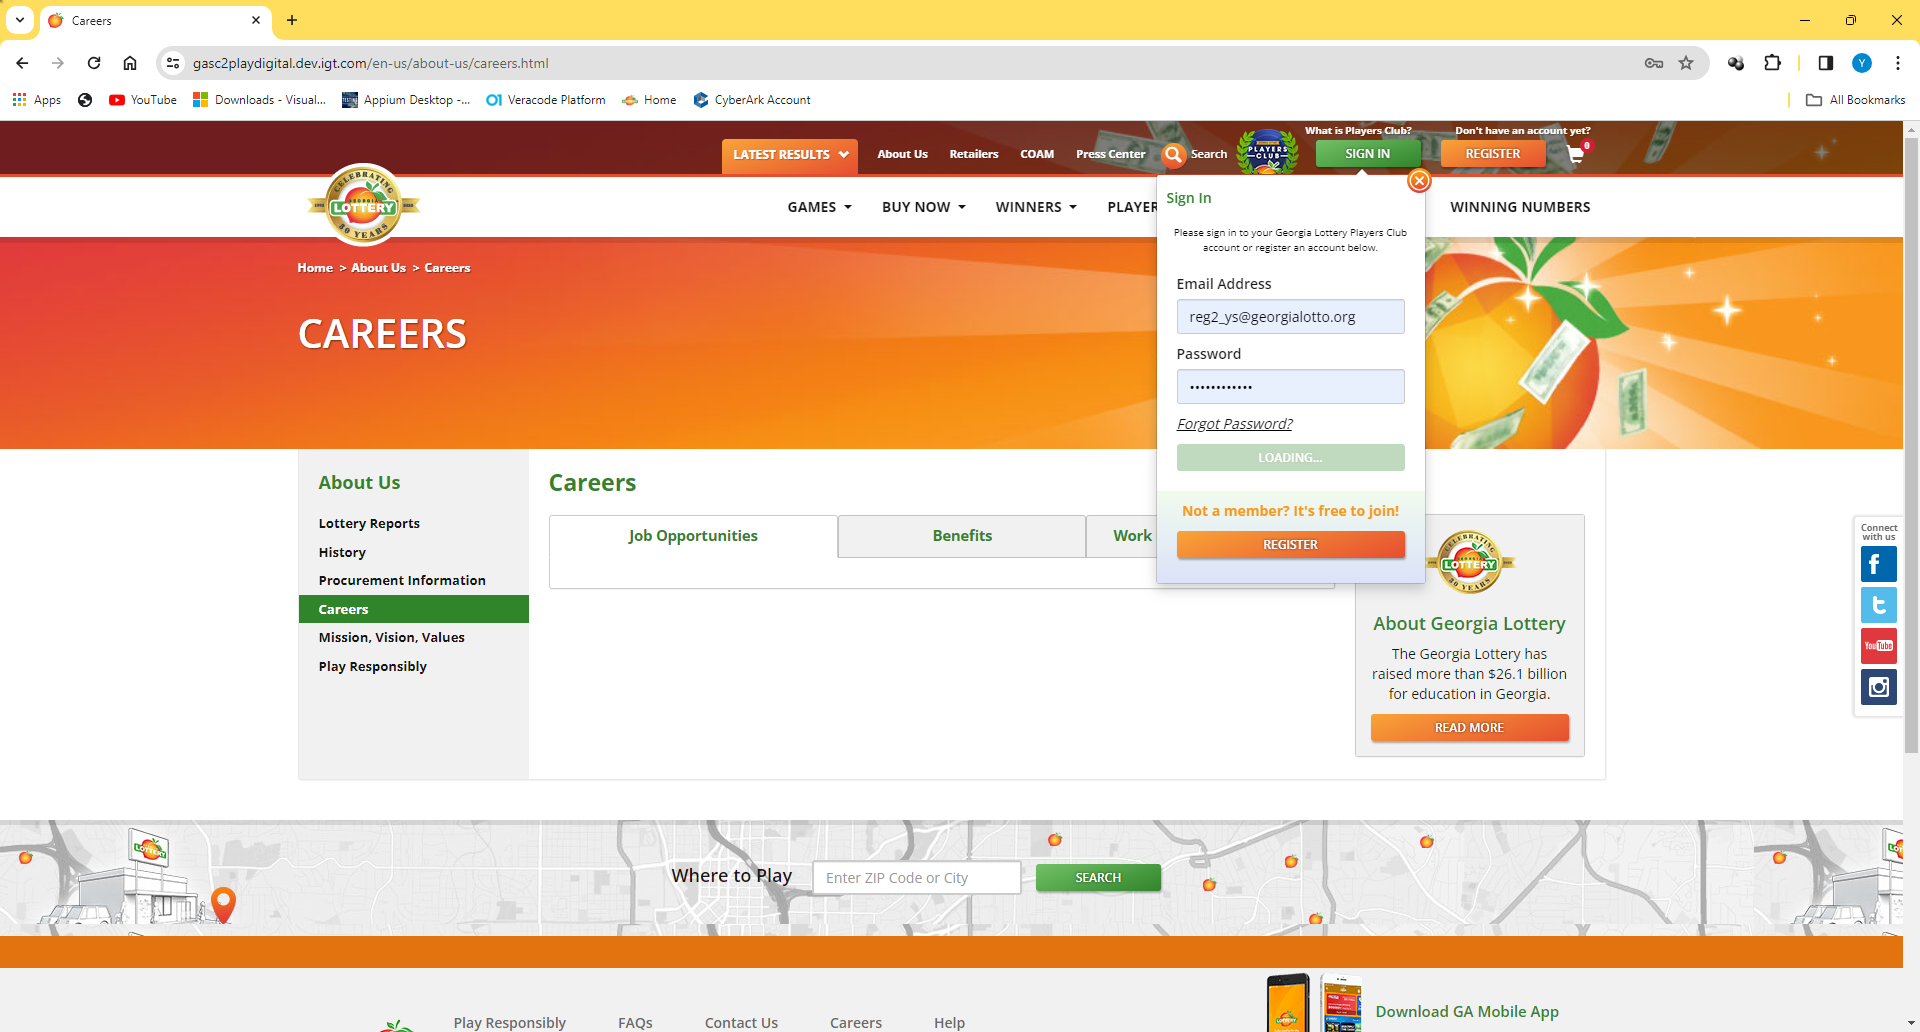 Careers
gasc2playdigital.dev.igt.com/en-us/about-us/careers.html
Y
Apps
YouTube
Downloads - Visual...
Appium Desktop -...
Veracode Platform
Home
CyberArk Account
All Bookmarks
LATEST RESULTS
About Us
Retailers
COAM
Press Center
Search
PLAYERS
CLUB
What is Players Club?
SIGN IN
Don't have an account yet?
REGISTER
0
CELEBRATING
GEORGIA
LOTTERY
30 YEARS
GAMES
BUY NOW
WINNERS
PLAYER
WINNING NUMBERS
Home > About Us > Careers
CAREERS
Sign In
Please sign in to your Georgia Lottery Players Club
account or register an account below.
Email Address
reg2_ys@georgialotto.org
Password
••••••••••••
Forgot Password?
LOADING...
Not a member? It's free to join!
REGISTER
About Us
Lottery Reports
History
Procurement Information
Careers
Mission, Vision, Values
Play Responsibly
Careers
Job Opportunities
Benefits
Work
CELEBRATING
GEORGIA
LOTTERY
30 YEARS
About Georgia Lottery
The Georgia Lottery has
raised more than $26.1 billion
for education in Georgia.
READ MORE
Connect
with us
YouTube
LOTTERY
Where to Play
Enter ZIP Code or City
SEARCH
Play Responsibly
FAQs
Contact Us
Careers
Help
Download GA Mobile App